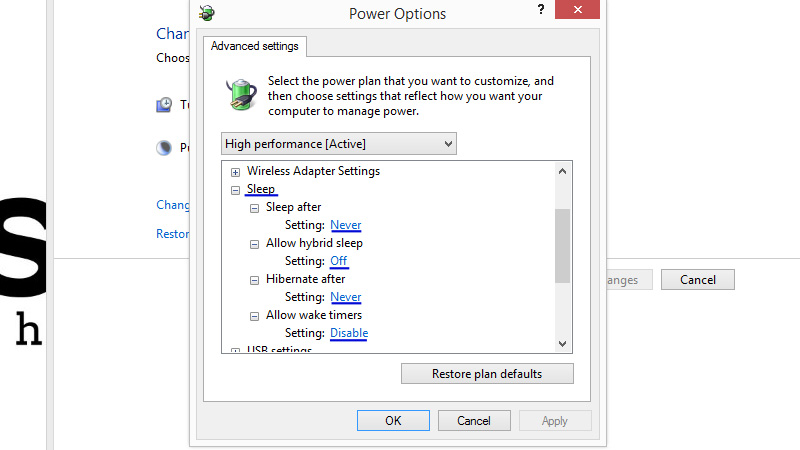 Power Options
?
Advanced settings
Select the power plan that you want to customize, and
then choose settings that reflect how you want your
computer to manage power.
High performance [Active]
Wireless Adapter Settings
Sleep
Sleep after
Setting: Never
Allow hybrid sleep
Setting: Off
Hibernate after
Setting: Never
Allow wake timers
Setting: Disable
USB settings
Restore plan defaults
OK Cancel Apply
Chan
Choos
Tu
Pu
Chang
Restor
anges Cancel
S
h